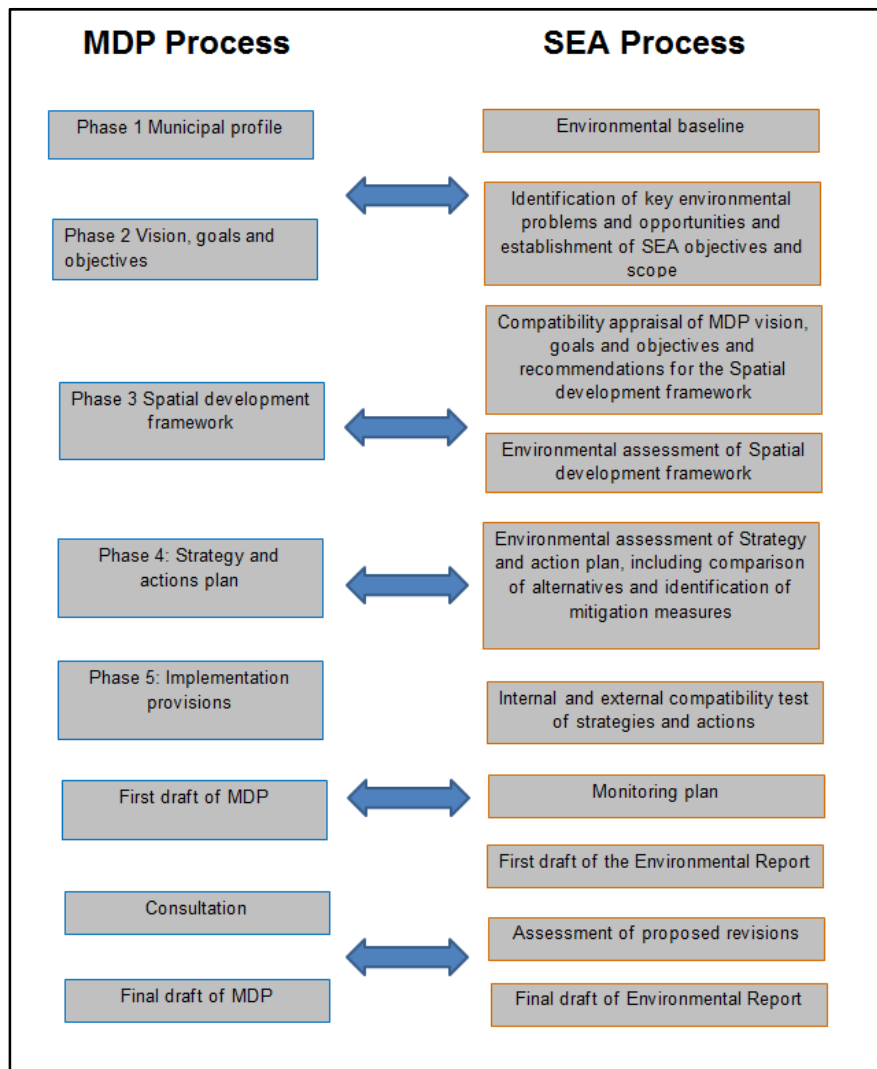 MDP Process
SEA Process
Phase 1 Municipal profile
Environmental baseline
Phase 2 Vision, goals and
objectives
Identification of key environmental
problems and opportunities and
establishment of SEA objectives and
scope
Compatibility appraisal of MDP vision,
goals and objectives and
recommendations for the Spatial
development framework
Phase 3 Spatial development
framework
Environmental assessment of Spatial
development framework
Phase 4: Strategy and
actions plan
Environmental assessment of Strategy
and action plan, including comparison
of alternatives and identification of
mitigation measures
Phase 5: Implementation
provisions
Internal and external compatibility test
of strategies and actions
First draft of MDP
Monitoring plan
First draft of the Environmental Report
Consultation
Assessment of proposed revisions
Final draft of MDP
Final draft of Environmental Report